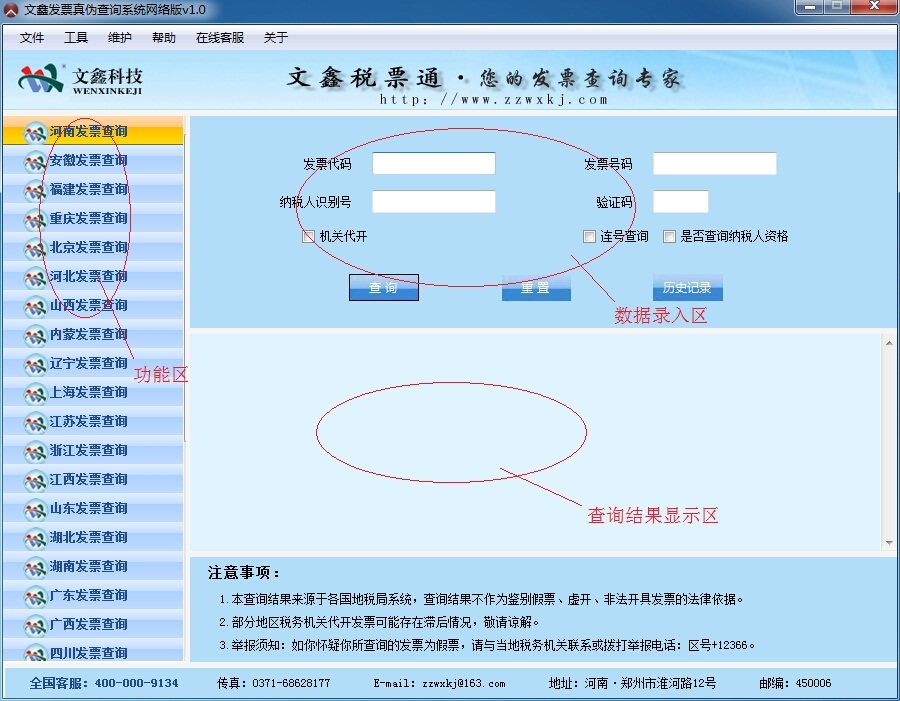 文鑫发票真伪查询系统网络版v1.0
文件 工具 维护 帮助 在线客服 关于
文鑫科技
WENXINKEJI
文鑫税票通·您的发票查询专家
http://www.zzwxkj.com
河南发票查询
安徽发票查询
福建发票查询
重庆发票查询
北京发票查询
河北发票查询
山西发票查询
内蒙发票查询
辽宁发票查询
上海发票查询
江苏发票查询
浙江发票查询
江西发票查询
山东发票查询
湖北发票查询
湖南发票查询
广东发票查询
广西发票查询
四川发票查询
功能区
发票代码 发票号码
纳税人识别号 验证码
机关代开 连号查询 是否查询纳税人资格
查 询 重 置 历史记录
数据录入区
查询结果显示区
注意事项：
1.本查询结果来源于各国地税局系统，查询结果不作为鉴别假票、虚开、非法开具发票的法律依据。
2.部分地区税务机关代开发票可能存在滞后情况，敬请谅解。
3.举报须知：如你怀疑你所查询的发票为假票，请与当地税务机关联系或拨打举报电话：区号+12366。
全国客服：400-000-9134 传真：0371-68628177 E-mail：zzwxkj@163.com 地址：河南·郑州市淮河路12号 邮编：450006